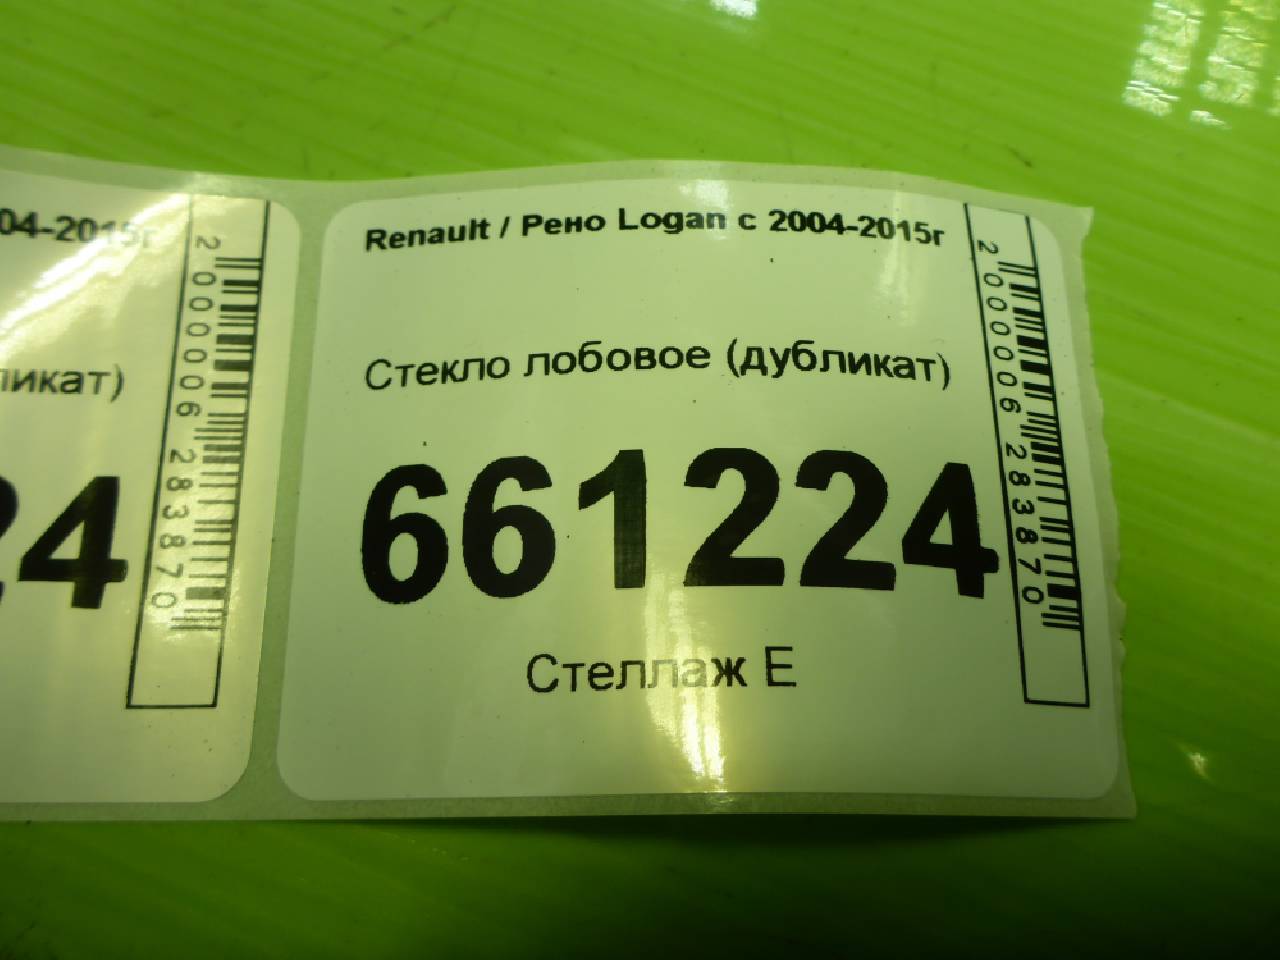 04-2015г
ликат)
24
2000006283870
Renault / Рено Logan с 2004-2015г
Стекло лобовое (дубликат)
661224
Стеллаж Е
2000006283870